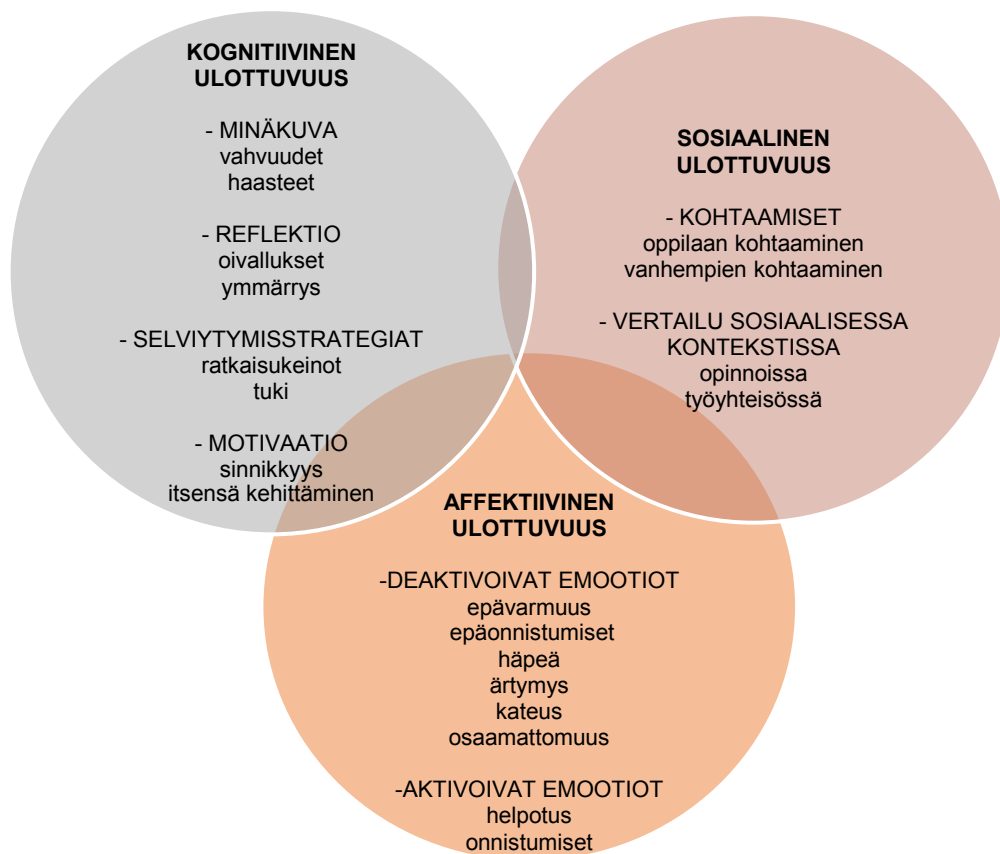 KOGNITIIVINEN
ULOTTUVUUS
- MINÄKUVA
vahvuudet
haasteet
- REFLEKTIO
oivallukset
ymmärrys
- SELVIYTYMISSTRATEGIAT
ratkaisukeinot
tuki
- MOTIVAATIO
sinnikkyys
itsensä kehittäminen
SOSIAALINEN
ULOTTUVUUS
- KOHTAAMISET
oppilaan kohtaaminen
vanhempien kohtaaminen
- VERTAILU SOSIAALISESSA
KONTEKSTISSA
opinnoissa
työyhteisössä
AFFEKTIIVINEN
ULOTTUVUUS
-DEAKTIVOIVAT EMOOTIOT
epävarmuus
epäonnistumiset
häpeä
ärtymys
kateus
osaamattomuus
-AKTIVOIVAT EMOOTIOT
helpotus
onnistumiset